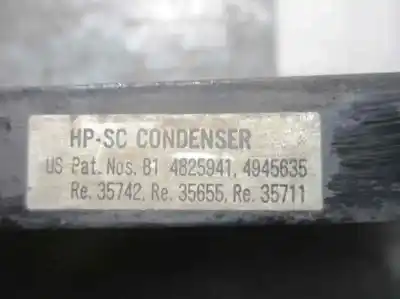 HP-SC CONDENSER
US Pat. Nos. B1 4825941, 4945635
Re. 35742, Re. 35655, Re. 35711